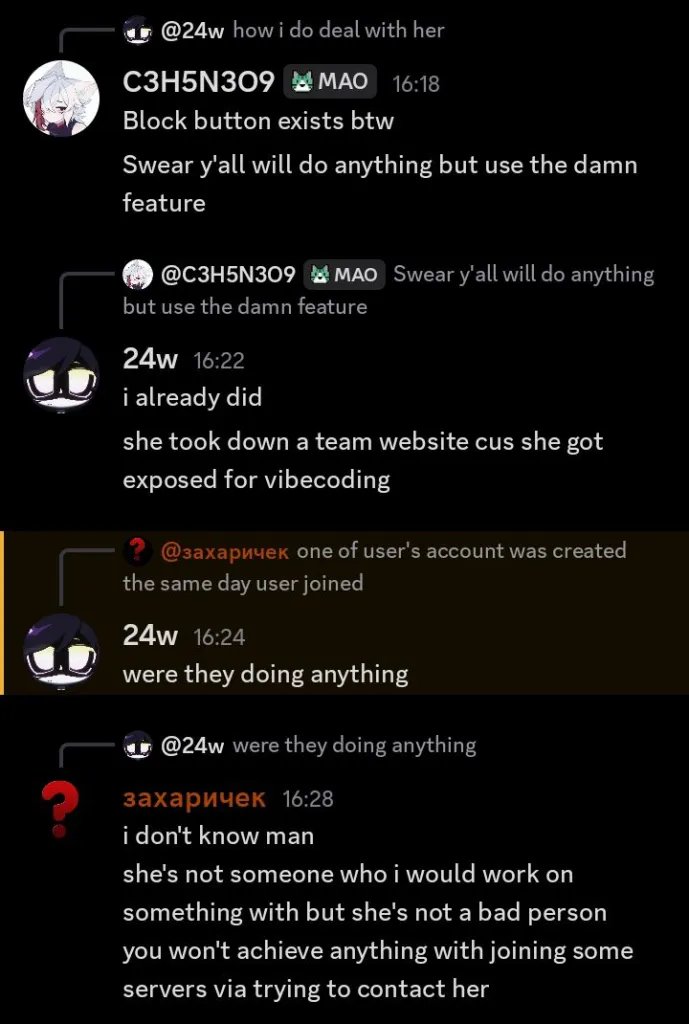 @24w how i do deal with her
C3H5N3O9 MAO 16:18
Block button exists btw
Swear y'all will do anything but use the damn
feature
@C3H5N3O9 MAO Swear y'all will do anything
but use the damn feature
24w 16:22
i already did
she took down a team website cus she got
exposed for vibecoding
@захаричек one of user's account was created
the same day user joined
24w 16:24
were they doing anything
@24w were they doing anything
захаричек 16:28
i don't know man
she's not someone who i would work on
something with but she's not a bad person
you won't achieve anything with joining some
servers via trying to contact her